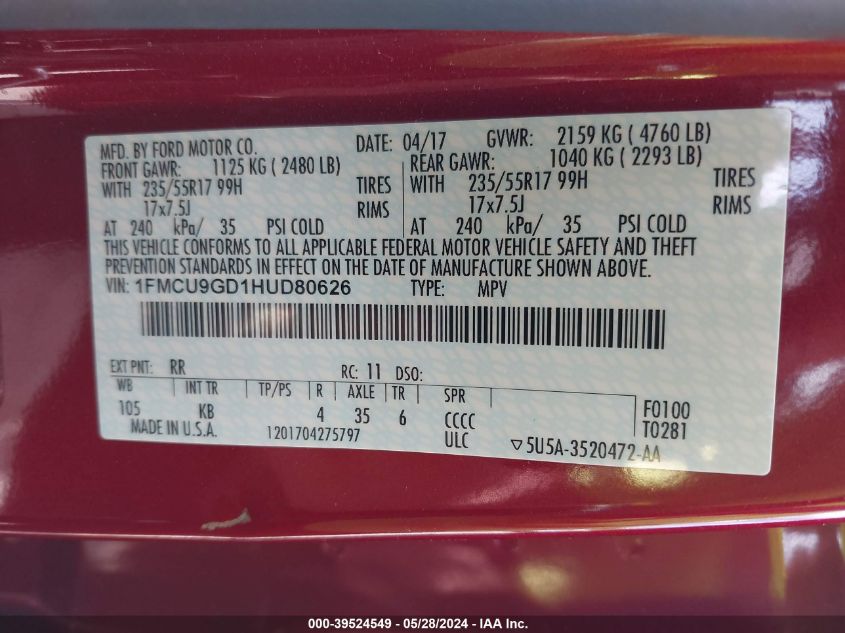 MFD. BY FORD MOTOR CO. DATE: 04/17 GVWR: 2159 KG ( 4760 LB)
FRONT GAWR: 1125 KG ( 2480 LB) REAR GAWR: 1040 KG ( 2293 LB)
WITH 235/55R17 99H TIRES WITH 235/55R17 99H TIRES
17x7.5J RIMS 17x7.5J RIMS
AT 240 kPa/ 35 PSI COLD AT 240 kPa/ 35 PSI COLD
THIS VEHICLE CONFORMS TO ALL APPLICABLE FEDERAL MOTOR VEHICLE SAFETY AND THEFT
PREVENTION STANDARDS IN EFFECT ON THE DATE OF MANUFACTURE SHOWN ABOVE.
VIN: 1FMCU9GD1HUD80626 TYPE: MPV
EXT PNT: RR RC: 11 DSO:
WB INT TR TP/PS R AXLE TR SPR
105 KB 4 35 6 CCCC F0100
MADE IN U.S.A. 1201704275797 ULC T0281
▽5U5A-3520472-AA
000-39524549 - 05/28/2024 - IAA Inc.